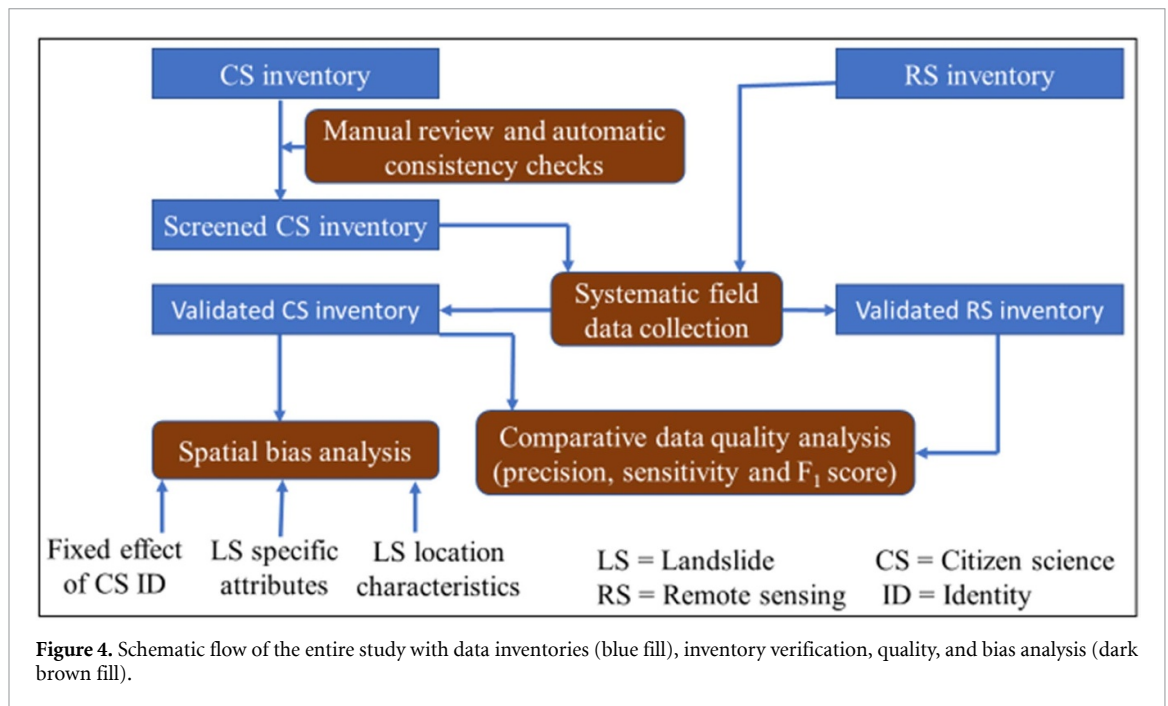 CS inventory
RS inventory
Manual review and automatic
consistency checks
Screened CS inventory
Systematic field
data collection
Validated CS inventory
Validated RS inventory
Spatial bias analysis
Comparative data quality analysis
(precision, sensitivity and F₁ score)
Fixed effect
of CS ID
LS specific
attributes
LS location
characteristics
LS = Landslide
CS = Citizen science
RS = Remote sensing
ID = Identity
Figure 4. Schematic flow of the entire study with data inventories (blue fill), inventory verification, quality, and bias analysis (dark
brown fill).